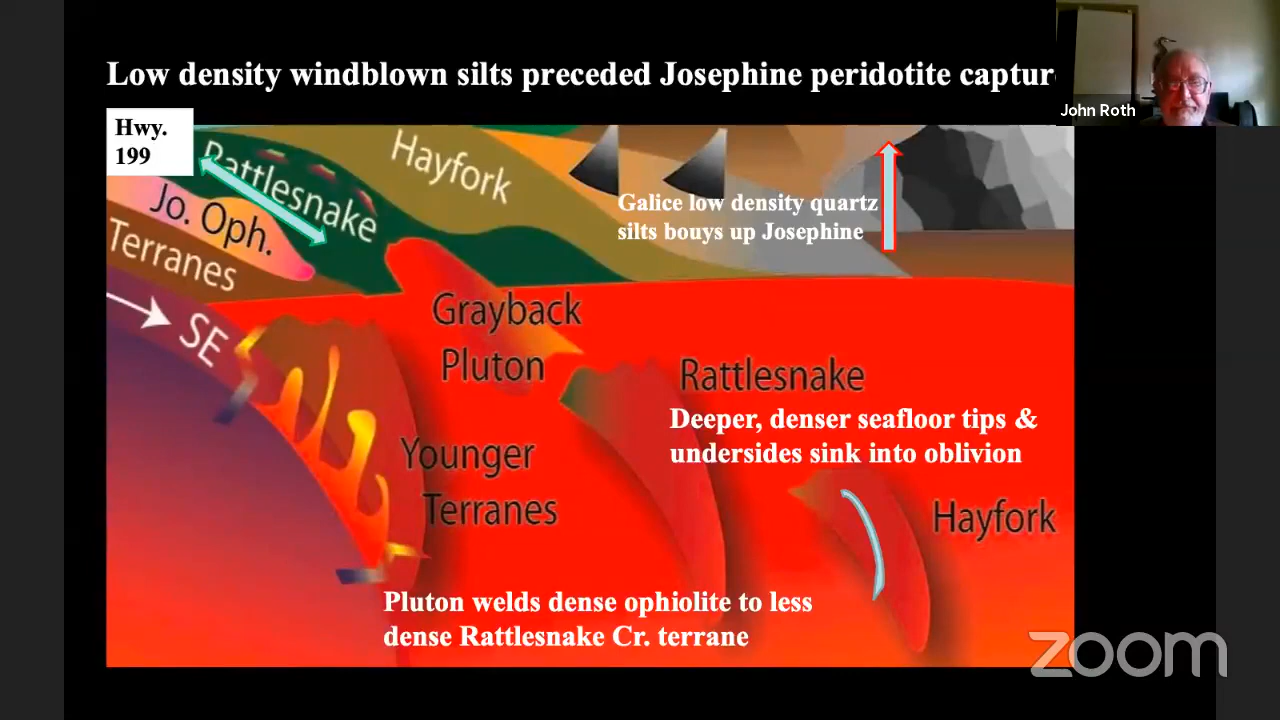 Low density windblown silts preceded Josephine peridotite captur
John Roth
Hwy.
199
Rattlesnake
Hayfork
Jo. Oph.
Terranes
SE
Galice low density quartz
silts bouys up Josephine
Grayback
Pluton
Rattlesnake
Deeper, denser seafloor tips &
undersides sink into oblivion
Younger
Terranes
Hayfork
Pluton welds dense ophiolite to less
dense Rattlesnake Cr. terrane
zoom